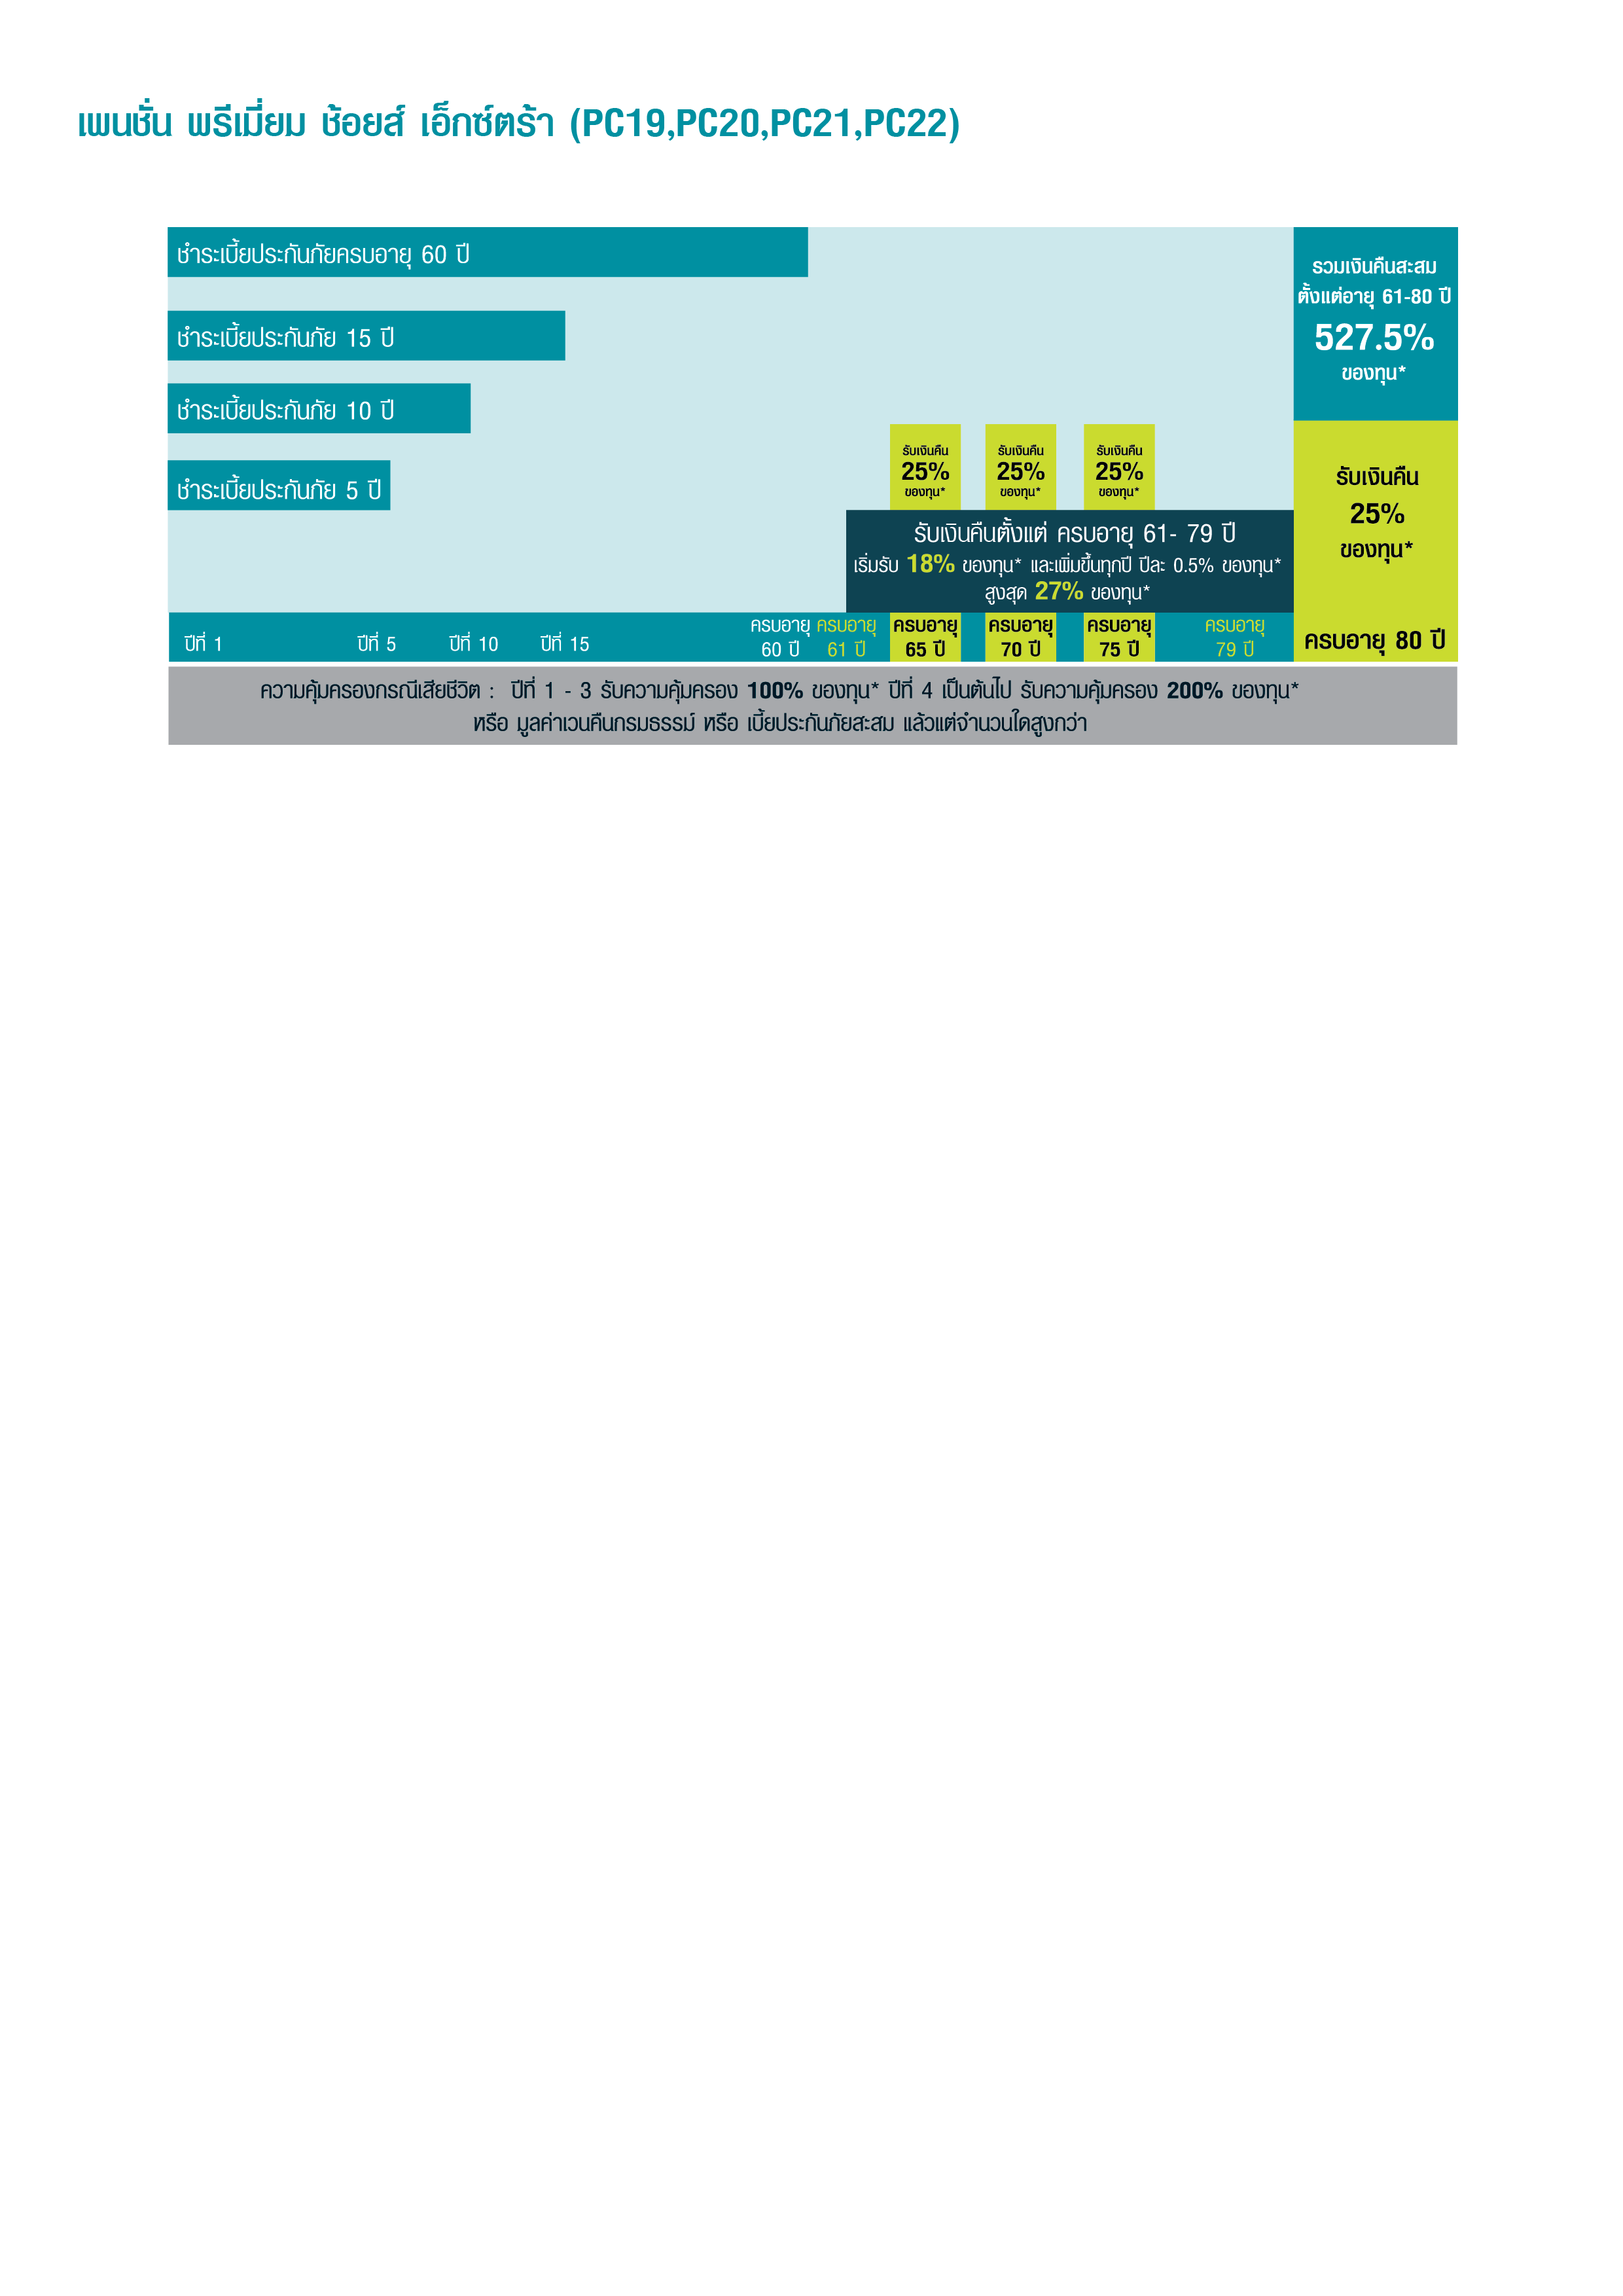 เพนชั่น พรีเมี่ยม ช้อยส์ เอ็กซ์ตร้า (PC19,PC20,PC21,PC22)
ชำระเบี้ยประกันภัยครบอายุ 60 ปี
ชำระเบี้ยประกันภัย 15 ปี
ชำระเบี้ยประกันภัย 10 ปี
ชำระเบี้ยประกันภัย 5 ปี
รวมเงินคืนสะสม
ตั้งแต่อายุ 61-80 ปี
527.5%
ของทุน*
รับเงินคืน
25%
ของทุน*
รับเงินคืน
25%
ของทุน*
รับเงินคืน
25%
ของทุน*
รับเงินคืน
25%
ของทุน*
รับเงินคืนตั้งแต่ ครบอายุ 61- 79 ปี
เริ่มรับ 18% ของทุน* และเพิ่มขึ้นทุกปี ปีละ 0.5% ของทุน*
สูงสุด 27% ของทุน*
ปีที่ 1
ปีที่ 5
ปีที่ 10
ปีที่ 15
ครบอายุ
60 ปี
ครบอายุ
61 ปี
ครบอายุ
65 ปี
ครบอายุ
70 ปี
ครบอายุ
75 ปี
ครบอายุ
79 ปี
ครบอายุ 80 ปี
ความคุ้มครองกรณีเสียชีวิต : ปีที่ 1 - 3 รับความคุ้มครอง 100% ของทุน* ปีที่ 4 เป็นต้นไป รับความคุ้มครอง 200% ของทุน*
หรือ มูลค่าเวนคืนกรมธรรม์ หรือ เบี้ยประกันภัยสะสม แล้วแต่จำนวนใดสูงกว่า